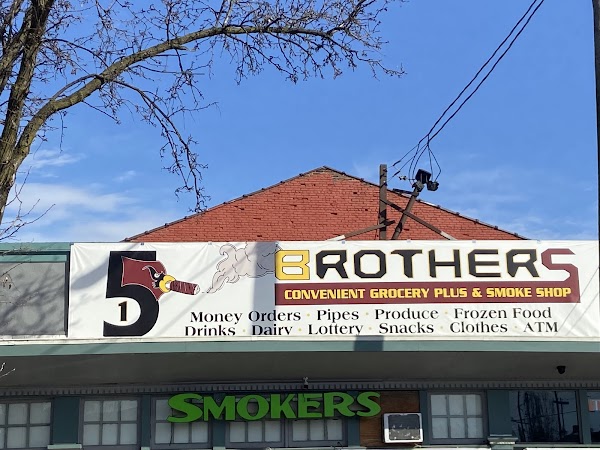 5 BROTHERS
1
CONVENIENT GROCERY PLUS & SMOKE SHOP
Money Orders · Pipes · Produce · Frozen Food
Drinks · Dairy · Lottery · Snacks · Clothes · ATM
SMOKERS